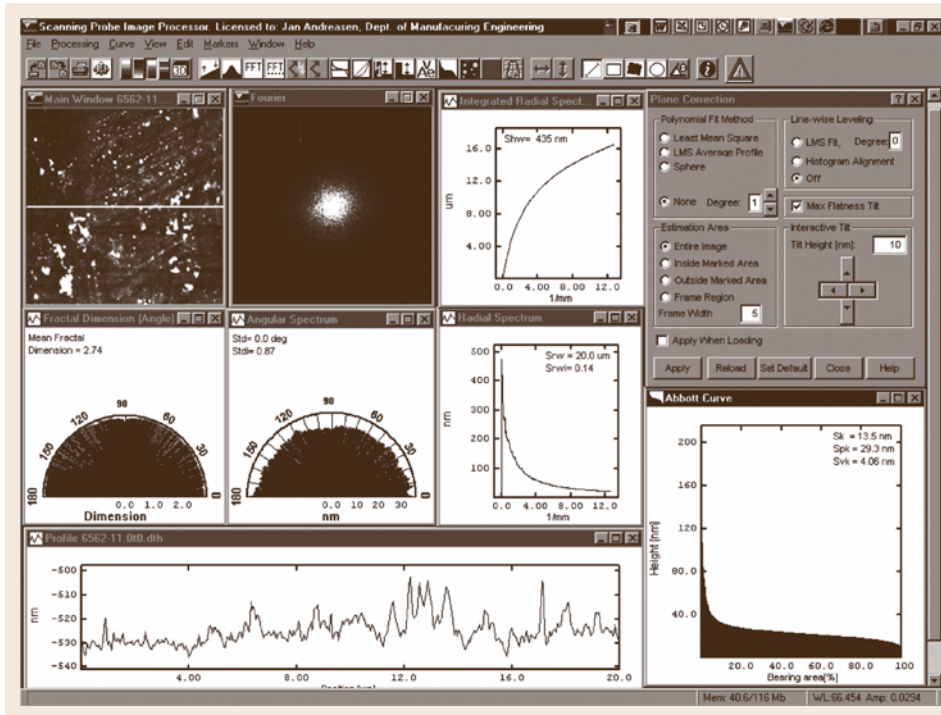 Scanning Probe Image Processor. Licensed to: Jan Andreasen, Dept. of Manufacuring Engineering
File Processing Curve View Edit Markers Window Help
3D FFT FFT
Main Window 6562-11
Fourier
Integrated Radial Spect...
Shw= 435 nm
16.0
12.0
8.00
4.00
um
0.0 4.00 8.00 12.0
1/mm
Plane Correction
Polynomial Fit Method
Least Mean Square
LMS Average Profile
Sphere
None Degree: 1
Line-wise Leveling
LMS Fit, Degree: 0
Histogram Alignment
Off
Max Flatness Tilt
Estimation Area
Entire Image
Inside Marked Area
Outside Marked Area
Frame Region
Frame Width 5
Interactive Tilt
Tilt Height [nm]: 10
Apply When Loading
Apply Reload Set Default Close Help
Fractal Dimension (Angle)
Mean Fractal
Dimension = 2.74
180 150 120 90 60 30 0
0.0 1.0 2.0
Dimension
Angular Spectrum
Std= 0.0 deg
Stdi= 0.87
180 150 120 90 60 30 0
0.0 10 20 30
nm
Radial Spectrum
Srw = 20.0 um
Srwi= 0.14
500
400
300
200
100
nm
0.0 4.00 8.00 12.0
1/mm
Abbott Curve
Sk = 13.5 nm
Spk = 29.3 nm
Svk = 4.06 nm
200
160
120
80.0
40.0
Height [nm]
20.0 40.0 60.0 80.0 100
Bearing area[%]
Profile 6562-11.0t0.dth
-500
-510
-520
-530
-540
nm
4.00 8.00 12.0 16.0 20.0
Mem: 40.6/116 Mb WL:66.454 Amp: 0.0294